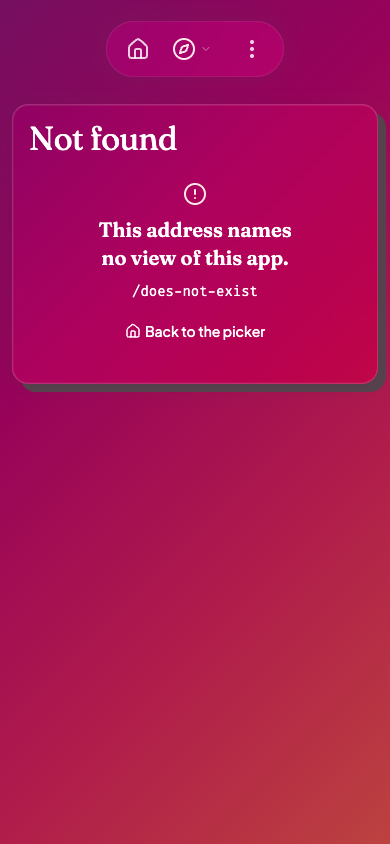 Not found
This address names
no view of this app.
/does-not-exist
Back to the picker